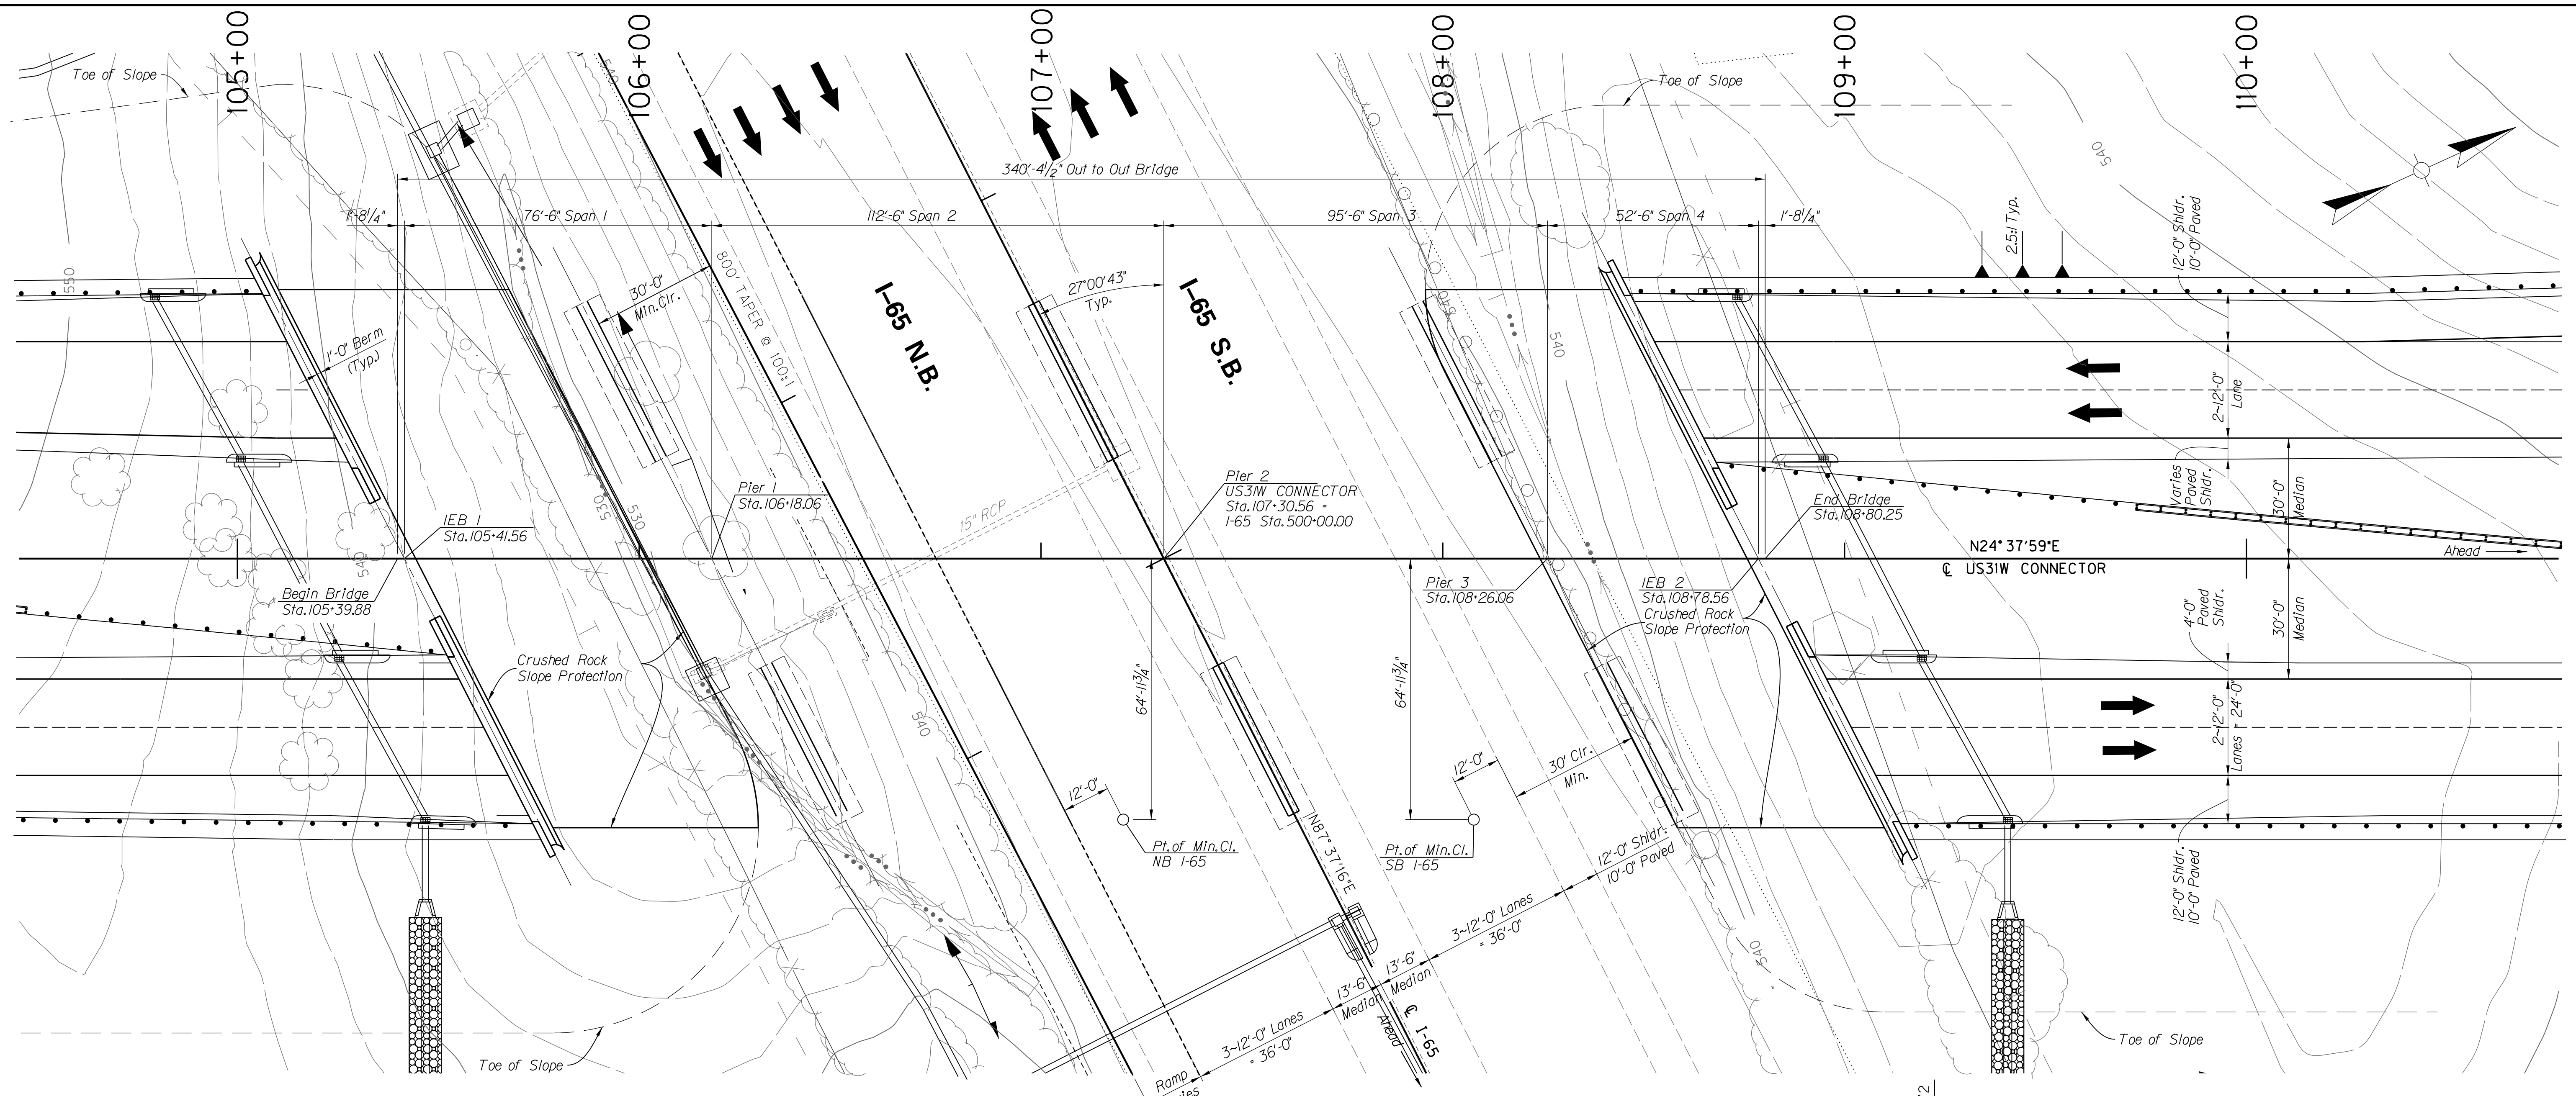 105+00
106+00
107+00
108+00
109+00
110+00
Toe of Slope
Toe of Slope
540
540
340'-4½" Out to Out Bridge
1'-8¼"
76'-6" Span 1
112'-6" Span 2
95'-6" Span 3
52'-6" Span 4
1'-8¼"
2.5:1 Typ.
12'-0" Shldr.
10'-0" Paved
550
30'-0"
Min.Clr.
800' TAPER @ 100:1
I-65 N.B.
27°00'43"
Typ.
I-65 S.B.
540
540
1'-0" Berm
(Typ.)
2~12'-0"
Lane
Varies
Paved
Shldr.
30'-0"
Median
Pier 1
Sta.106+18.06
15" RCP
Pier 2
US31W CONNECTOR
Sta.107+30.56 =
I-65 Sta.500+00.00
End Bridge
Sta.108+80.25
IEB 1
Sta.105+41.56
530
530
540
N24°37'59"E
Ahead
℄ US31W CONNECTOR
Begin Bridge
Sta.105+39.88
Pier 3
Sta.108+26.06
IEB 2
Sta.108+78.56
Crushed Rock
Slope Protection
4'-0"
Paved
Shldr.
30'-0"
Median
Crushed Rock
Slope Protection
64'-11¾"
64'-11¾"
540
2~12'-0"
Lanes = 24'-0"
12'-0"
12'-0"
30' Clr.
Min.
Pt.of Min.Cl.
NB I-65
Pt.of Min.Cl.
SB I-65
N87°37'16"E
12'-0" Shldr.
10'-0" Paved
12'-0" Shldr.
10'-0" Paved
3~12'-0" Lanes
= 36'-0"
540
13'-6"
Median
13'-6"
Median
℄ I-65
Ahead
3~12'-0" Lanes
= 36'-0"
Toe of Slope
Toe of Slope
Ramp